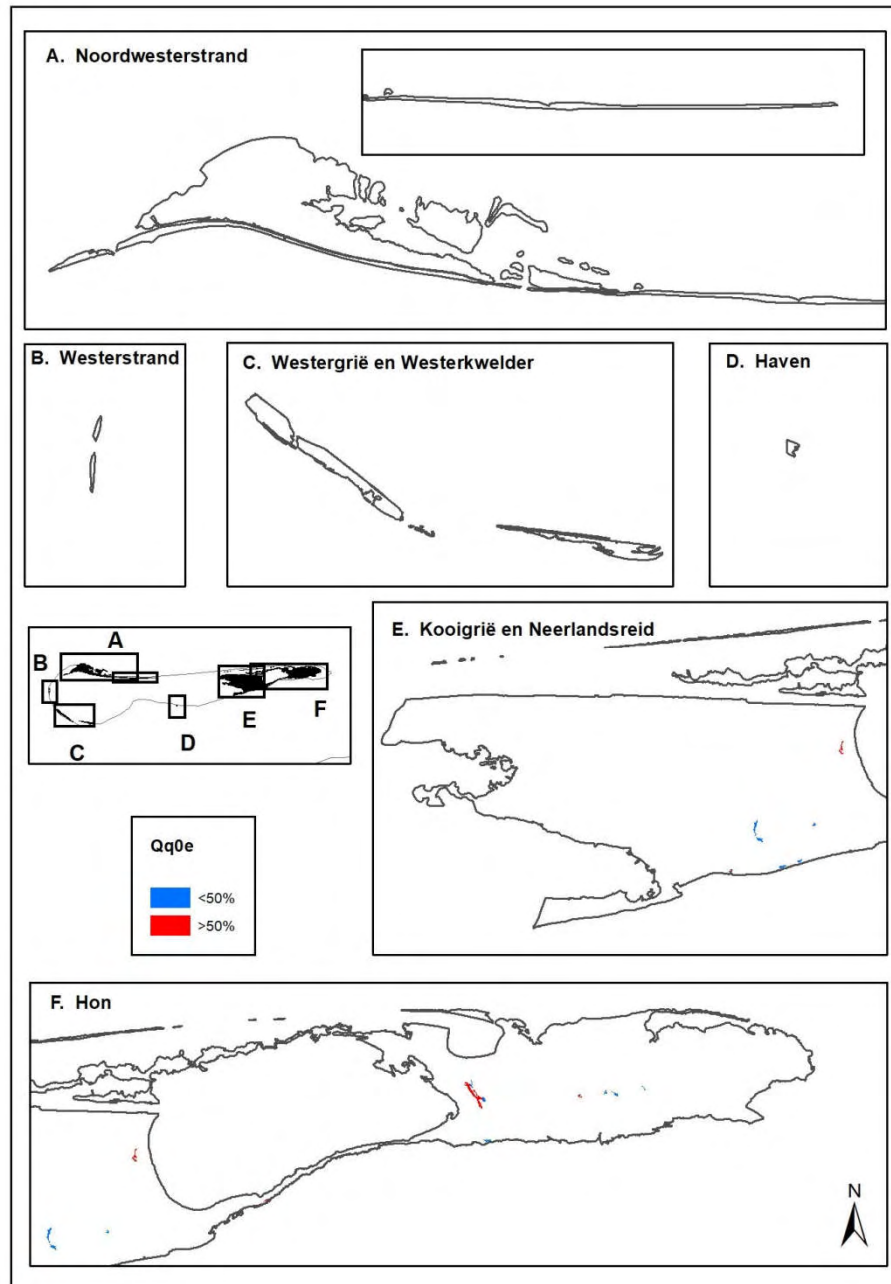 A. Noordwesterstrand
B. Westerstrand
C. Westergrië en Westerkwelder
D. Haven
A
B
C
D
E
F
E. Kooigrië en Neerlandsreid
Qq0e
<50%
>50%
F. Hon
N